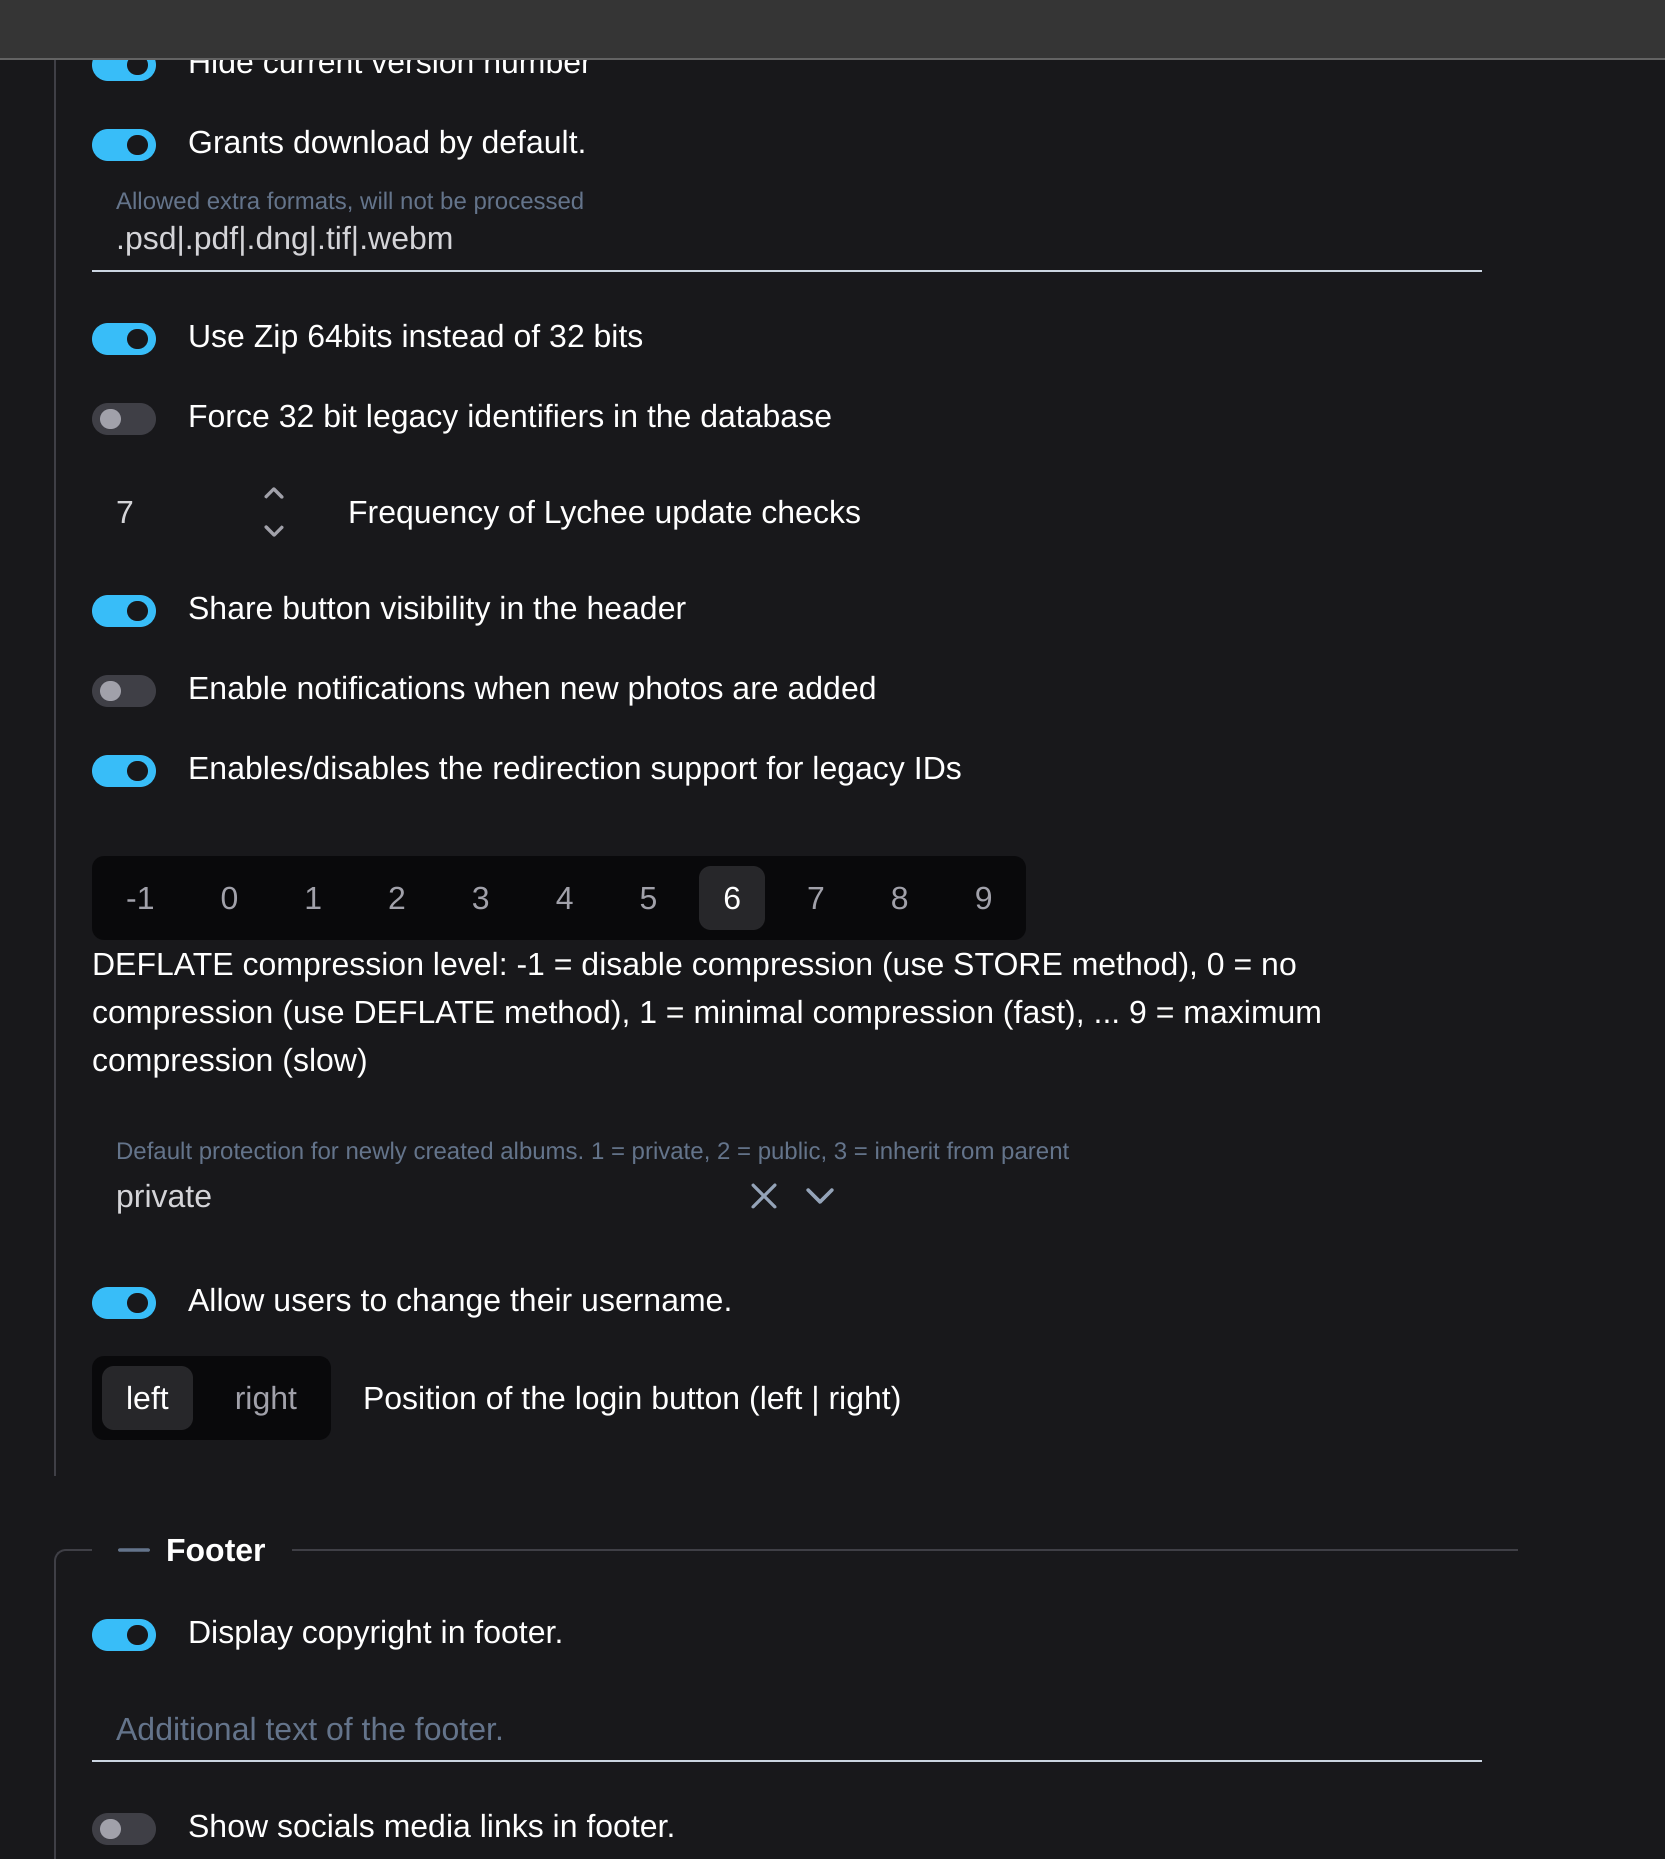 Hide current version number
Grants download by default.
Allowed extra formats, will not be processed
.psd|.pdf|.dng|.tif|.webm
Use Zip 64bits instead of 32 bits
Force 32 bit legacy identifiers in the database
7 Frequency of Lychee update checks
Share button visibility in the header
Enable notifications when new photos are added
Enables/disables the redirection support for legacy IDs
-1 0 1 2 3 4 5 6 7 8 9
DEFLATE compression level: -1 = disable compression (use STORE method), 0 = no
compression (use DEFLATE method), 1 = minimal compression (fast), ... 9 = maximum
compression (slow)
Default protection for newly created albums. 1 = private, 2 = public, 3 = inherit from parent
private
Allow users to change their username.
left right Position of the login button (left | right)
Footer
Display copyright in footer.
Additional text of the footer.
Show socials media links in footer.